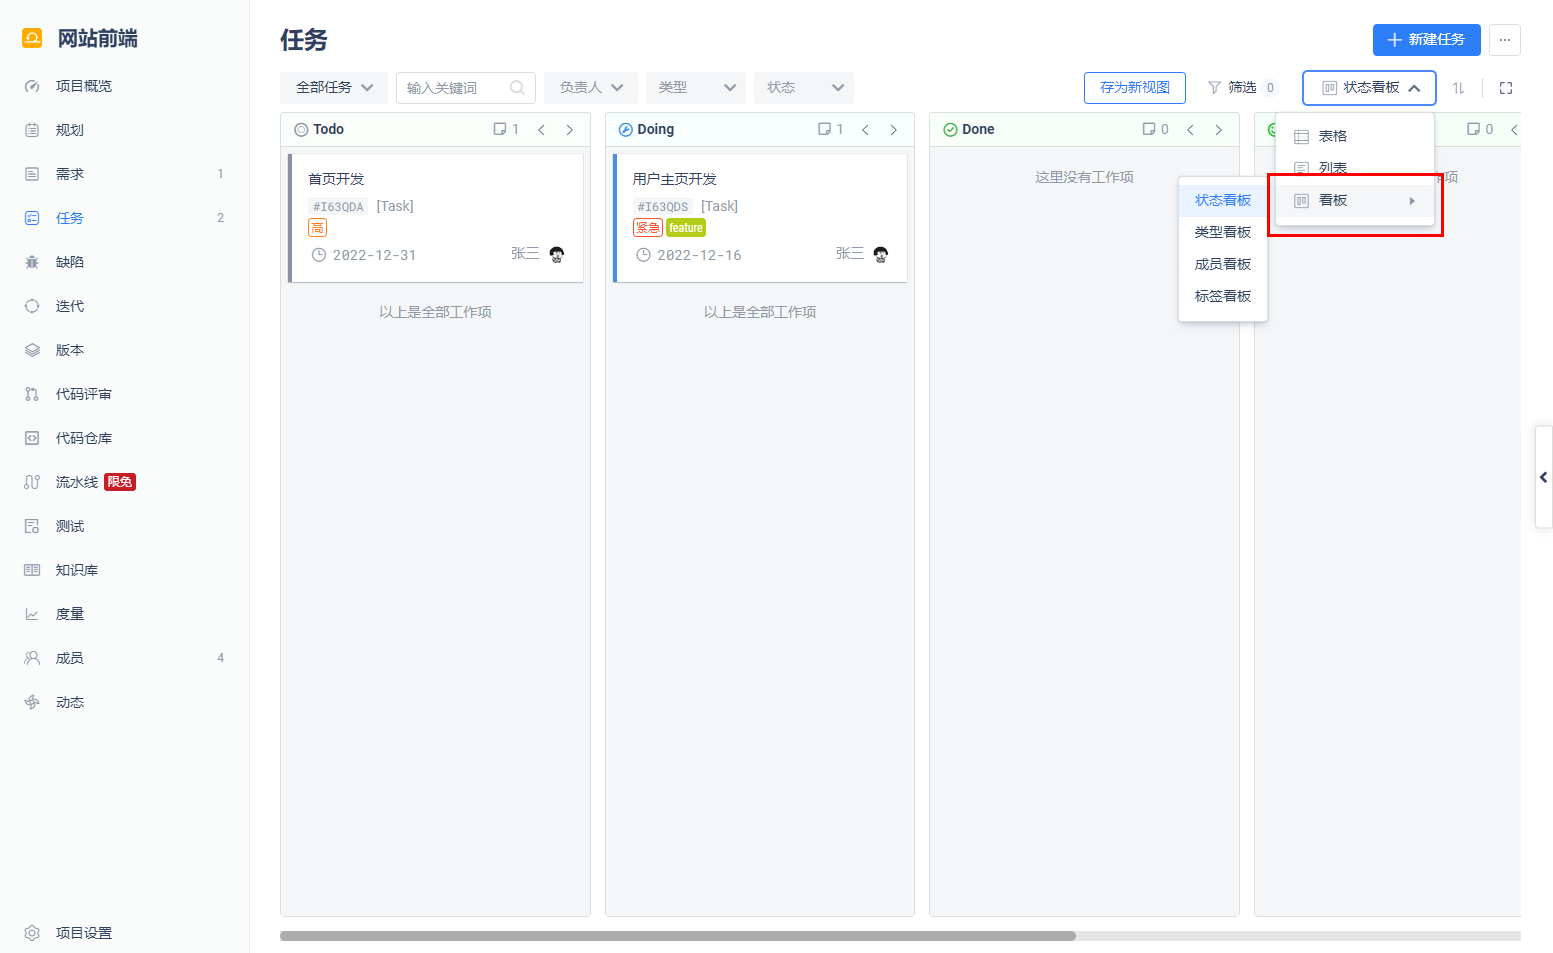 网站前端
项目概览
规划
需求 1
任务 2
缺陷
迭代
版本
代码评审
代码仓库
流水线 限免
测试
知识库
度量
成员 4
动态
项目设置
任务
新建任务
全部任务 输入关键词 负责人 类型 状态 存为新视图 筛选 0 状态看板
Todo 1
首页开发
#I63QDA [Task]
高
2022-12-31 张三
以上是全部工作项
Doing 1
用户主页开发
#I63QDS [Task]
紧急 feature
2022-12-16 张三
以上是全部工作项
Done 0
这里没有工作项
0
作项
表格
列表
看板
状态看板
类型看板
成员看板
标签看板